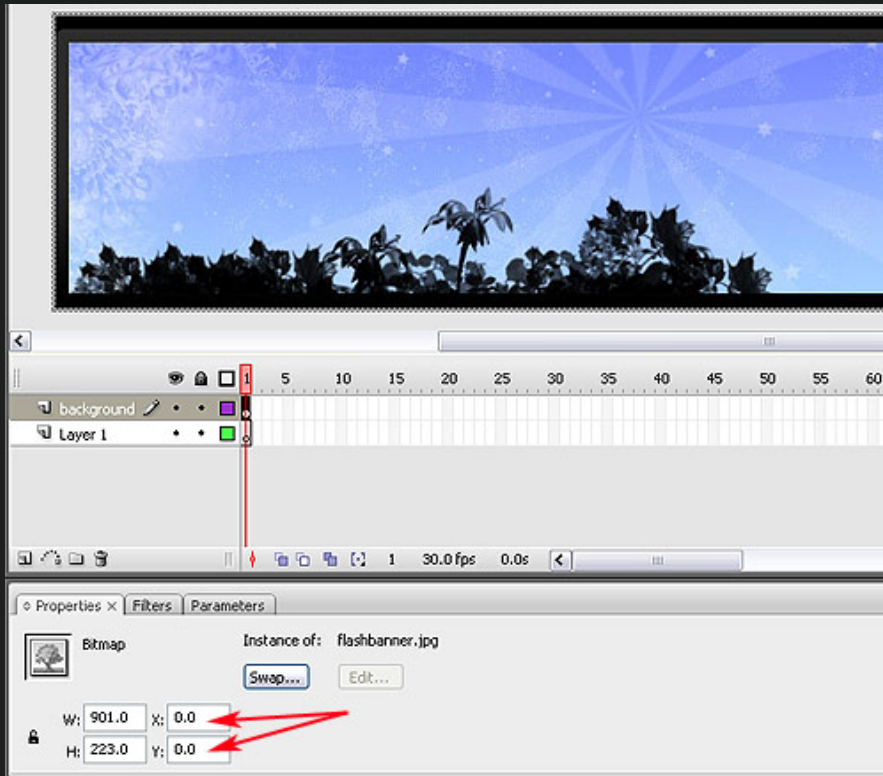 1 5 10 15 20 25 30 35 40 45 50 55 60
background
Layer 1
1 30.0 fps 0.0s
Properties × Filters Parameters
Bitmap Instance of: flashbanner.jpg
Swap... Edit...
W: 901.0 X: 0.0
H: 223.0 Y: 0.0